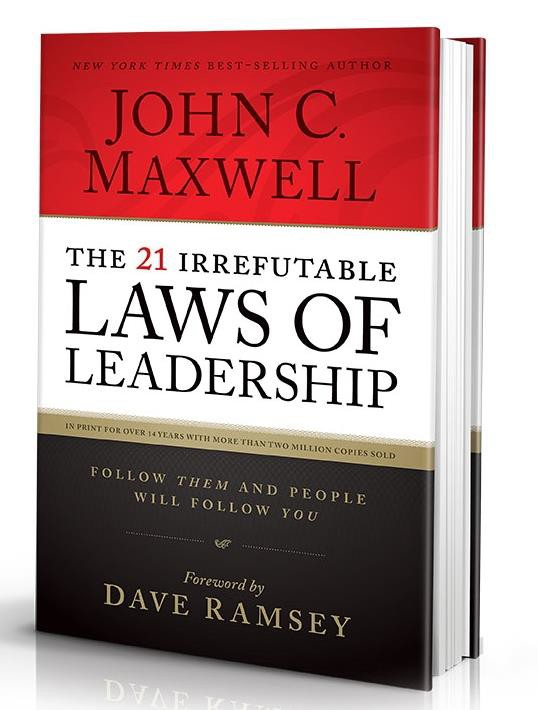 NEW YORK TIMES BEST-SELLING AUTHOR
JOHN C.
MAXWELL
THE 21 IRREFUTABLE
LAWS OF
LEADERSHIP
IN PRINT FOR OVER 14 YEARS WITH MORE THAN TWO MILLION COPIES SOLD
FOLLOW THEM AND PEOPLE
WILL FOLLOW YOU
Foreword by
DAVE RAMSEY